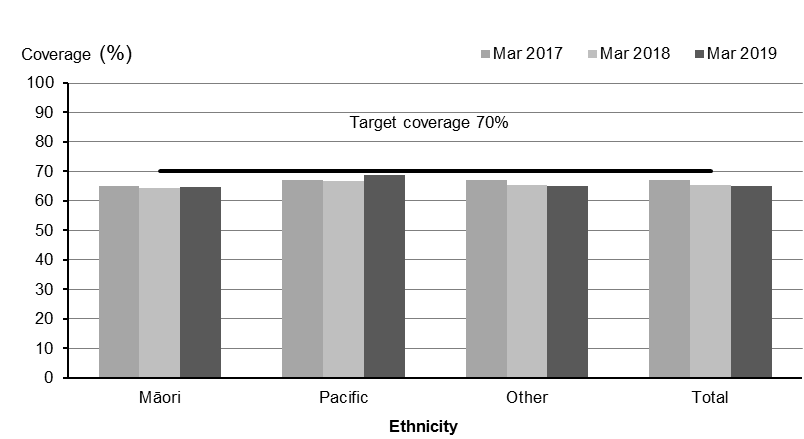 Coverage (%)
Mar 2017 Mar 2018 Mar 2019
100
90
Target coverage 70%
80
70
60
50
40
30
20
10
0
Māori Pacific Other Total
Ethnicity